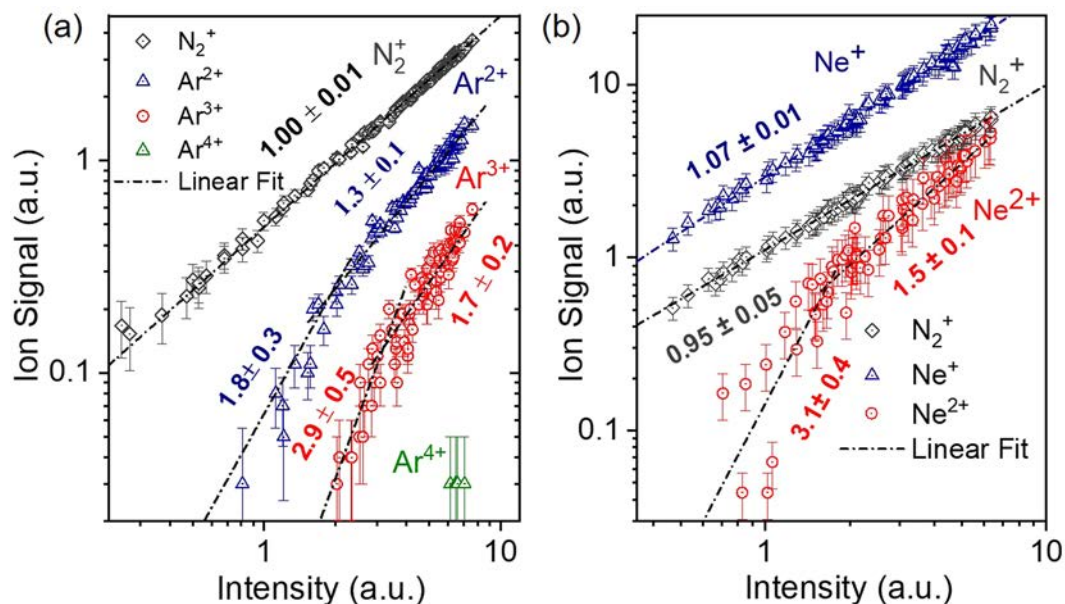 (a)
N₂⁺
Ar²⁺
Ar³⁺
Ar⁴⁺
Linear Fit
N₂⁺
Ar²⁺
Ar³⁺
Ar⁴⁺
1.00 ± 0.01
1.3 ± 0.1
1.8 ± 0.3
2.9 ± 0.5
1.7 ± 0.2
Ion Signal (a.u.)
1
0.1
1
10
Intensity (a.u.)
(b)
Ne⁺
N₂⁺
Ne²⁺
1.07 ± 0.01
0.95 ± 0.05
1.5 ± 0.1
3.1± 0.4
N₂⁺
Ne⁺
Ne²⁺
Linear Fit
Ion Signal (a.u.)
10
1
0.1
1
10
Intensity (a.u.)